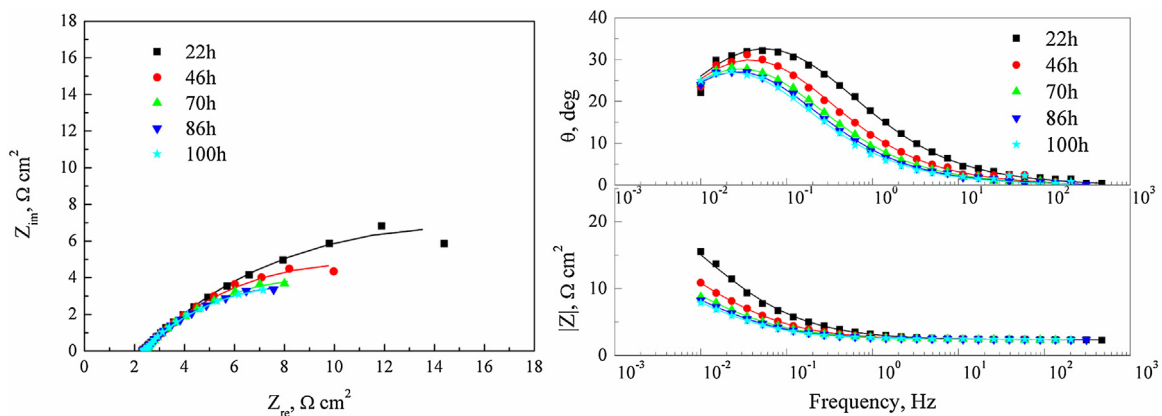 18
16
14
12
10
8
6
4
2
0
Z_im, Ω cm²
22h
46h
70h
86h
100h
0 2 4 6 8 10 12 14 16 18
Z_re, Ω cm²
40
30
20
10
0
θ, deg
22h
46h
70h
86h
100h
10⁻³ 10⁻² 10⁻¹ 10⁰ 10¹ 10² 10³
20
10
0
|Z|, Ω cm²
10⁻³ 10⁻² 10⁻¹ 10⁰ 10¹ 10² 10³
Frequency, Hz